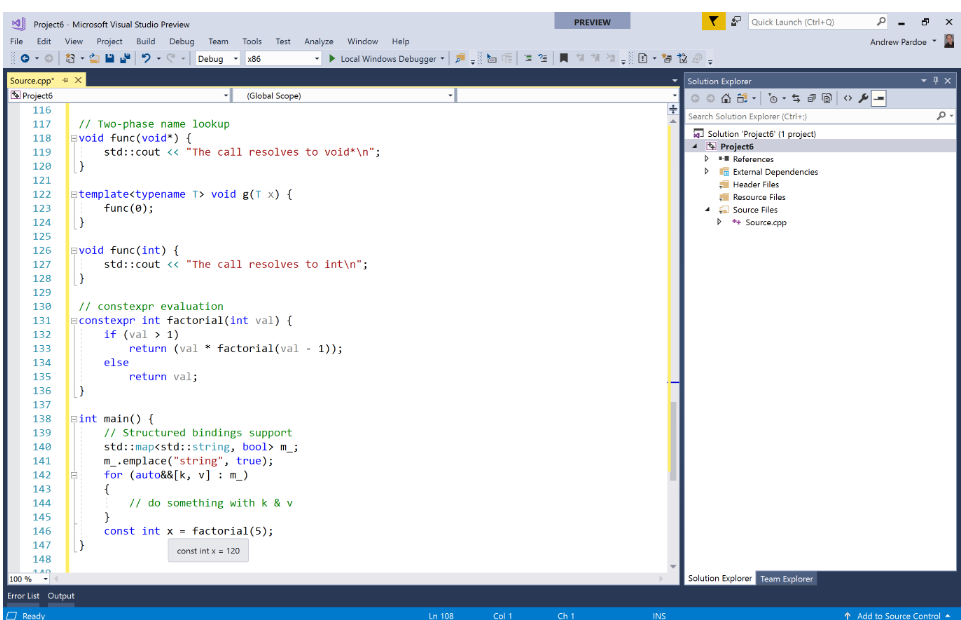 Project6 - Microsoft Visual Studio Preview
PREVIEW
Quick Launch (Ctrl+Q)
File Edit View Project Build Debug Team Tools Test Analyze Window Help
Andrew Pardoe
Debug x86 Local Windows Debugger
Source.cpp*
Project6 (Global Scope)
116
117 // Two-phase name lookup
118 void func(void*) {
119 std::cout << "The call resolves to void*\n";
120 }
121
122 template<typename T> void g(T x) {
123 func(0);
124 }
125
126 void func(int) {
127 std::cout << "The call resolves to int\n";
128 }
129
130 // constexpr evaluation
131 constexpr int factorial(int val) {
132 if (val > 1)
133 return (val * factorial(val - 1));
134 else
135 return val;
136 }
137
138 int main() {
139 // Structured bindings support
140 std::map<std::string, bool> m_;
141 m_.emplace("string", true);
142 for (auto&&[k, v] : m_)
143 {
144 // do something with k & v
145 }
146 const int x = factorial(5);
147 }
const int x = 120
148
149
100 %
Solution Explorer
Search Solution Explorer (Ctrl+;)
Solution 'Project6' (1 project)
Project6
References
External Dependencies
Header Files
Resource Files
Source Files
Source.cpp
Solution Explorer Team Explorer
Error List Output
Ready Ln 108 Col 1 Ch 1 INS Add to Source Control